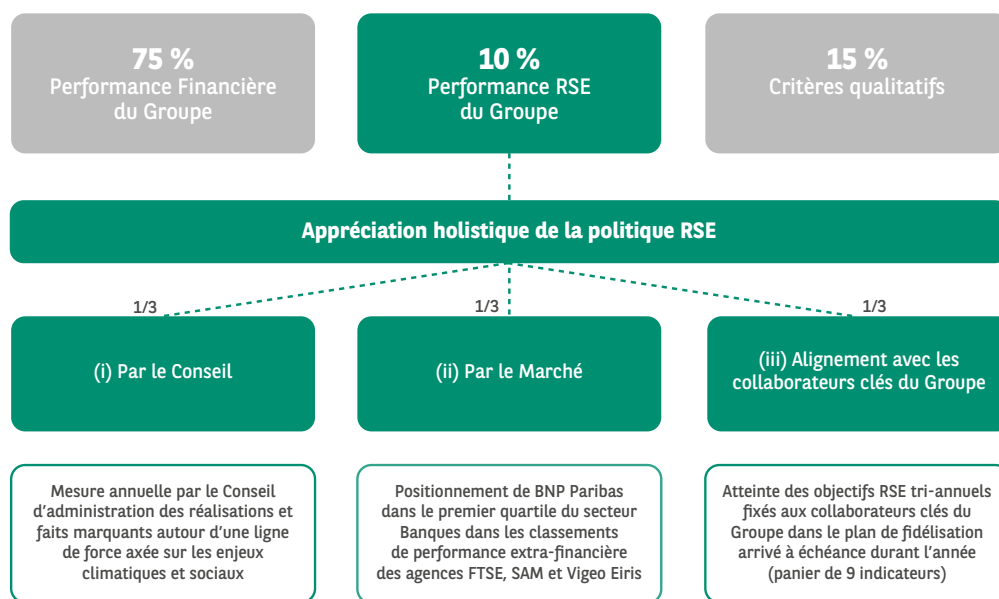 75 %
Performance Financière
du Groupe
10 %
Performance RSE
du Groupe
15 %
Critères qualitatifs
Appréciation holistique de la politique RSE
1/3
1/3
1/3
(i) Par le Conseil
(ii) Par le Marché
(iii) Alignement avec les
collaborateurs clés du Groupe
Mesure annuelle par le Conseil
d’administration des réalisations et
faits marquants autour d’une ligne
de force axée sur les enjeux
climatiques et sociaux
Positionnement de BNP Paribas
dans le premier quartile du secteur
Banques dans les classements
de performance extra-financière
des agences FTSE, SAM et Vigeo Eiris
Atteinte des objectifs RSE tri-annuels
fixés aux collaborateurs clés du
Groupe dans le plan de fidélisation
arrivé à échéance durant l’année
(panier de 9 indicateurs)